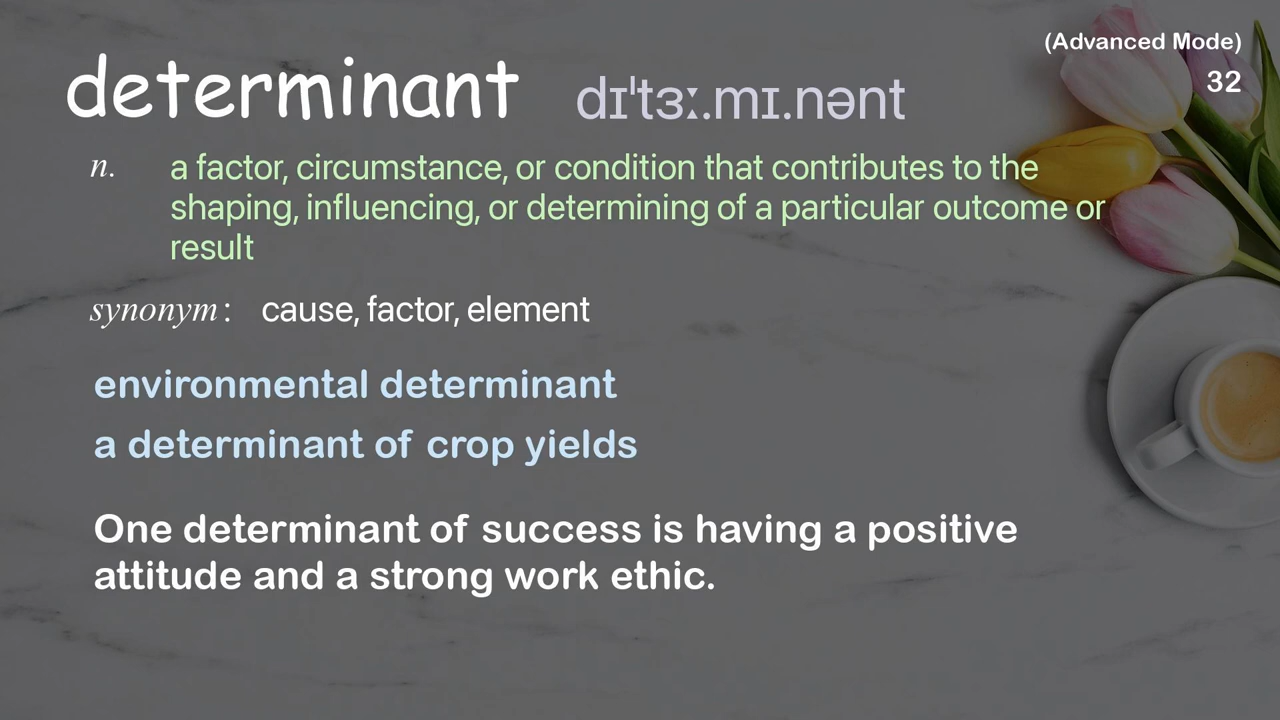 (Advanced Mode)
32
determinant dɪˈtɜː.mɪ.nənt
n. a factor, circumstance, or condition that contributes to the
shaping, influencing, or determining of a particular outcome or
result
synonym: cause, factor, element
environmental determinant
a determinant of crop yields
One determinant of success is having a positive
attitude and a strong work ethic.